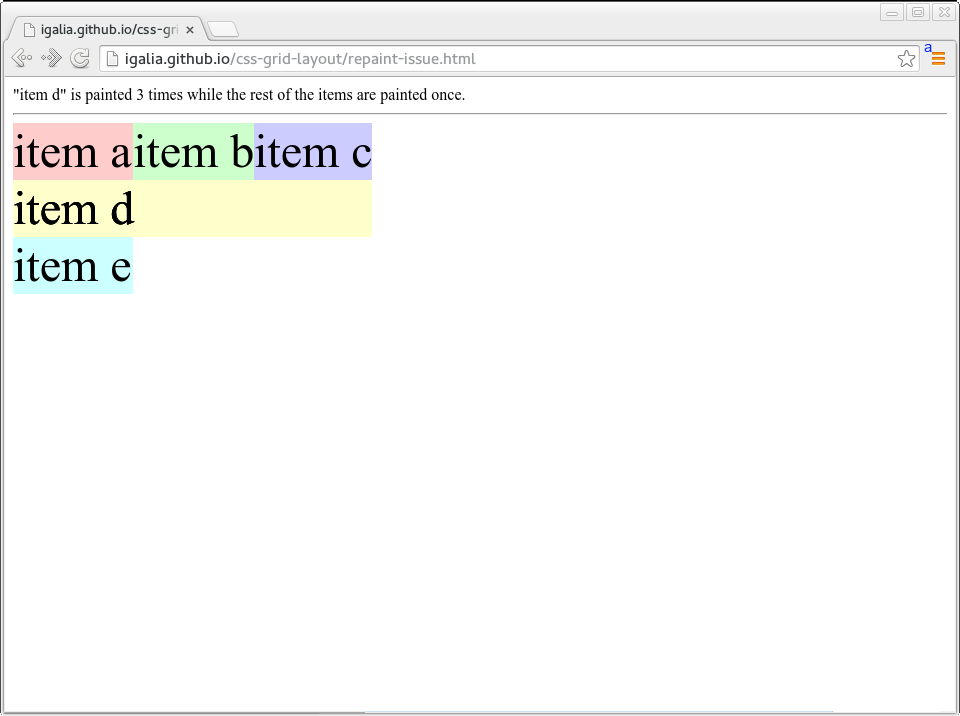 igalia.github.io/css-gri
igalia.github.io/css-grid-layout/repaint-issue.html
a
"item d" is painted 3 times while the rest of the items are painted once.
item a item b item c
item d
item e